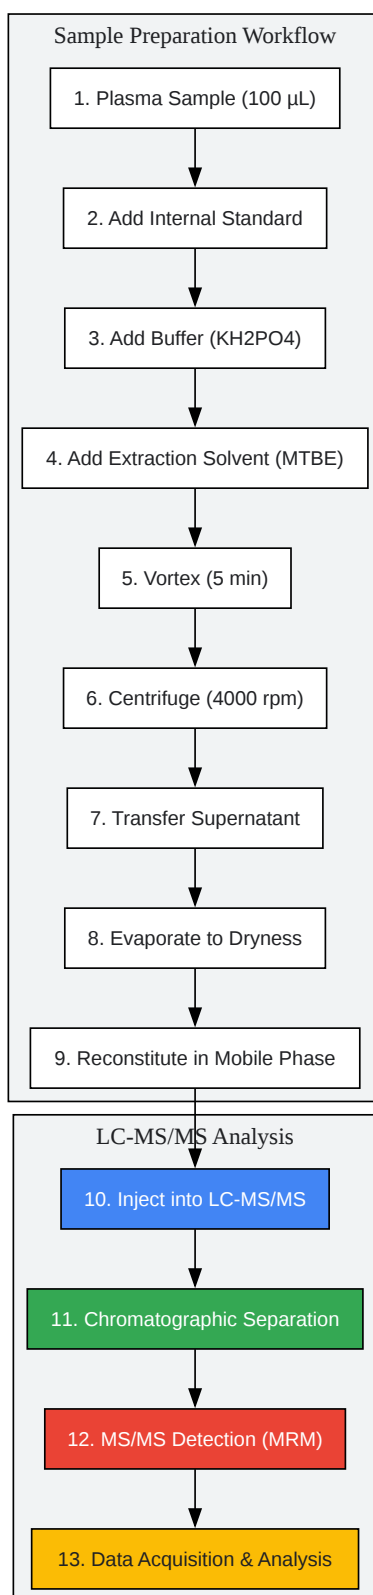 Sample Preparation Workflow
1. Plasma Sample (100 µL)
2. Add Internal Standard
3. Add Buffer (KH2PO4)
4. Add Extraction Solvent (MTBE)
5. Vortex (5 min)
6. Centrifuge (4000 rpm)
7. Transfer Supernatant
8. Evaporate to Dryness
9. Reconstitute in Mobile Phase
LC-MS/MS Analysis
10. Inject into LC-MS/MS
11. Chromatographic Separation
12. MS/MS Detection (MRM)
13. Data Acquisition & Analysis